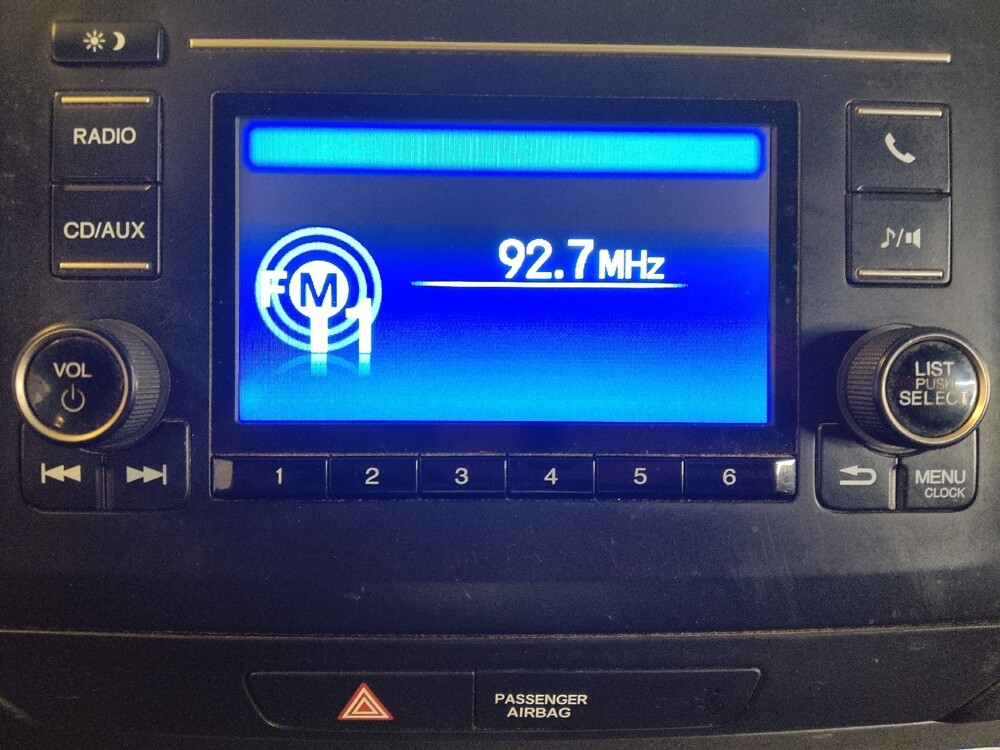 RADIO
CD/AUX
92.7MHz
FM1
VOL
LIST
PUSH
SELECT
1 2 3 4 5 6
MENU
CLOCK
PASSENGER
AIRBAG